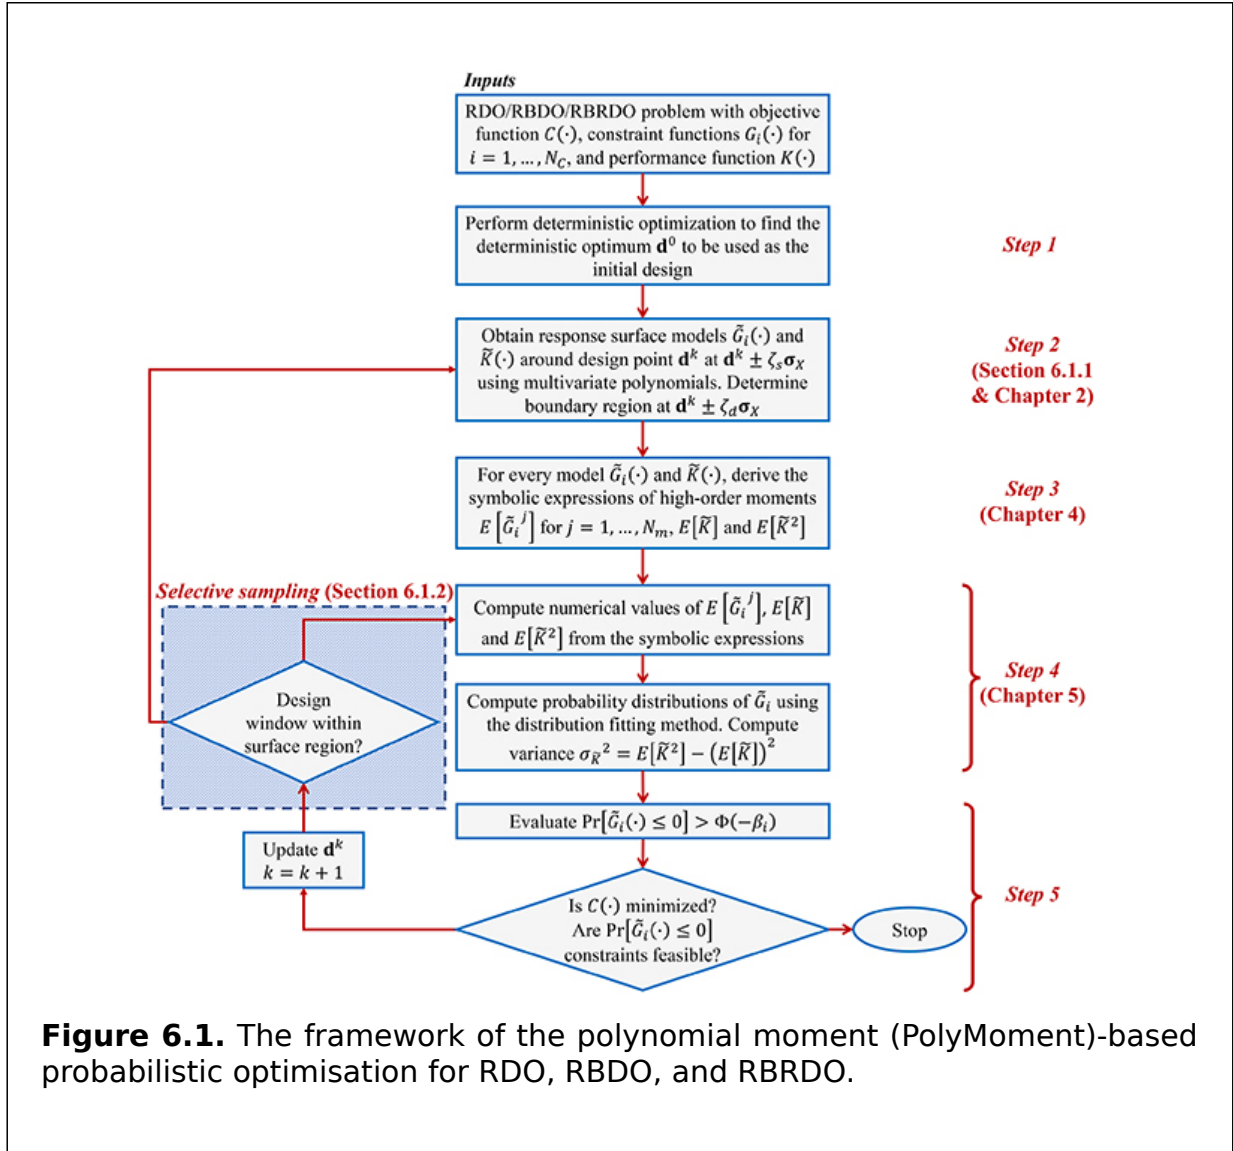 Inputs
RDO/RBDO/RBRDO problem with objective
function C(·), constraint functions G_i(·) for
i = 1, …, N_C, and performance function K(·)
Perform deterministic optimization to find the
deterministic optimum d⁰ to be used as the
initial design
Step 1
Obtain response surface models G̃_i(·) and
K̃(·) around design point d^k at d^k ± ζ_s σ_X
using multivariate polynomials. Determine
boundary region at d^k ± ζ_d σ_X
Step 2
(Section 6.1.1
& Chapter 2)
For every model G̃_i(·) and K̃(·), derive the
symbolic expressions of high-order moments
E[G̃_i^j] for j = 1, …, N_m, E[K̃] and E[K̃²]
Step 3
(Chapter 4)
Selective sampling (Section 6.1.2)
Design
window within
surface region?
Compute numerical values of E[G̃_i^j], E[K̃]
and E[K̃²] from the symbolic expressions
Compute probability distributions of G̃_i using
the distribution fitting method. Compute
variance σ_K̃² = E[K̃²] − (E[K̃])²
Step 4
(Chapter 5)
Evaluate Pr[G̃_i(·) ≤ 0] > Φ(−β_i)
Update d^k
k = k + 1
Is C(·) minimized?
Are Pr[G̃_i(·) ≤ 0]
constraints feasible?
Stop
Step 5
Figure 6.1. The framework of the polynomial moment (PolyMoment)-based
probabilistic optimisation for RDO, RBDO, and RBRDO.